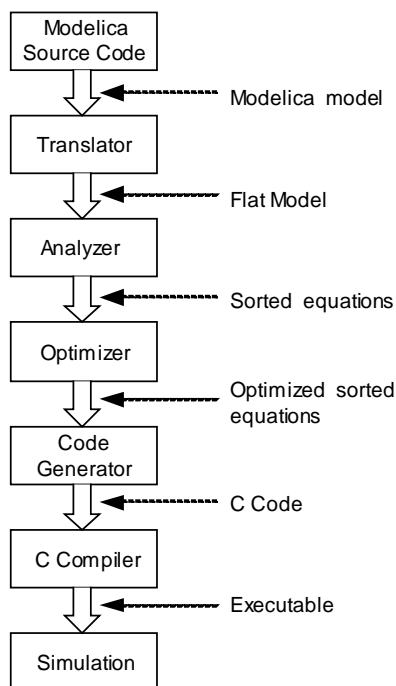 Modelica
Source Code
Modelica model
Translator
Flat Model
Analyzer
Sorted equations
Optimizer
Optimized sorted
equations
Code
Generator
C Code
C Compiler
Executable
Simulation